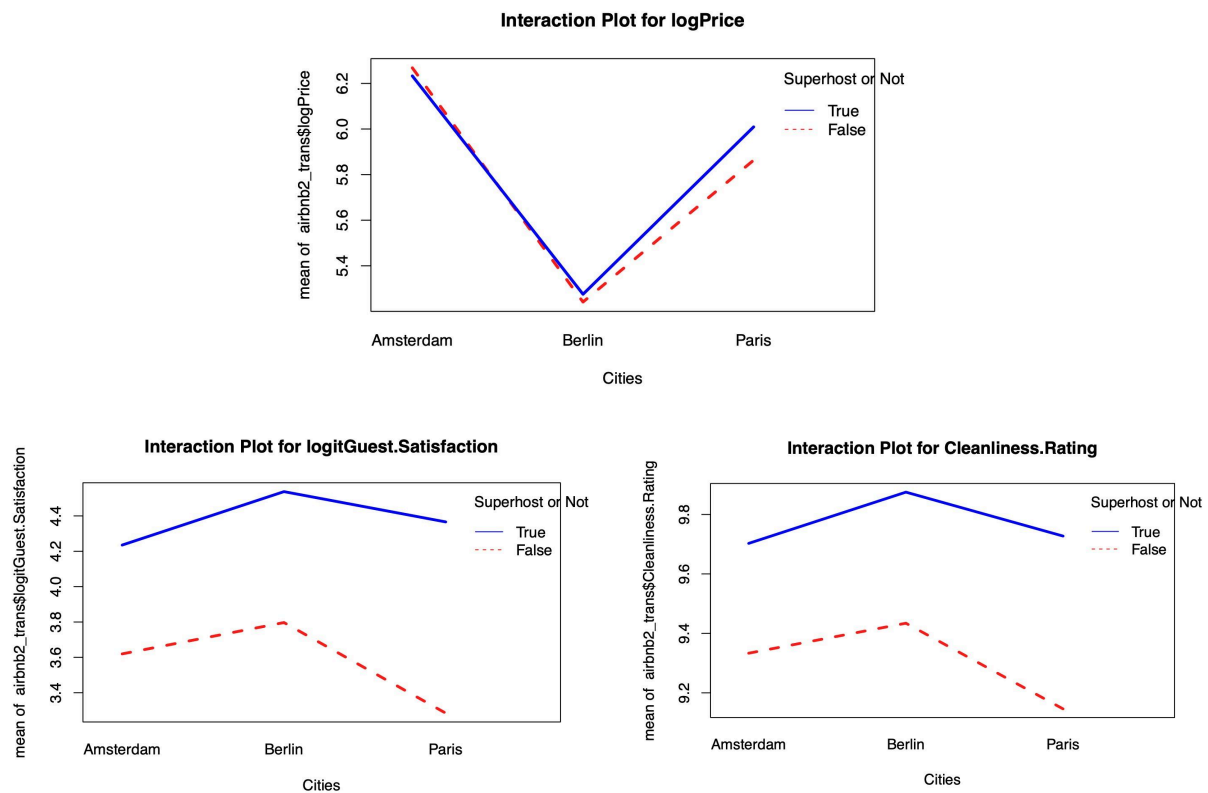 Interaction Plot for logPrice
mean of airbnb2_trans$logPrice
6.2
6.0
5.8
5.6
5.4
Superhost or Not
True
False
Amsterdam Berlin Paris
Cities
Interaction Plot for logitGuest.Satisfaction
mean of airbnb2_trans$logitGuest.Satisfaction
4.4
4.2
4.0
3.8
3.6
3.4
Superhost or Not
True
False
Amsterdam Berlin Paris
Cities
Interaction Plot for Cleanliness.Rating
mean of airbnb2_trans$Cleanliness.Rating
9.8
9.6
9.4
9.2
Superhost or Not
True
False
Amsterdam Berlin Paris
Cities